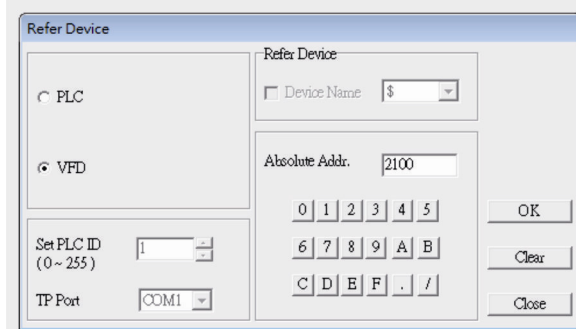 Refer Device
PLC
VFD
Set PLC ID
(0 ~ 255)
1
TP Port
COM1
Refer Device
Device Name
$
Absolute Addr.
2100
0 1 2 3 4 5
6 7 8 9 A B
C D E F . /
OK
Clear
Close